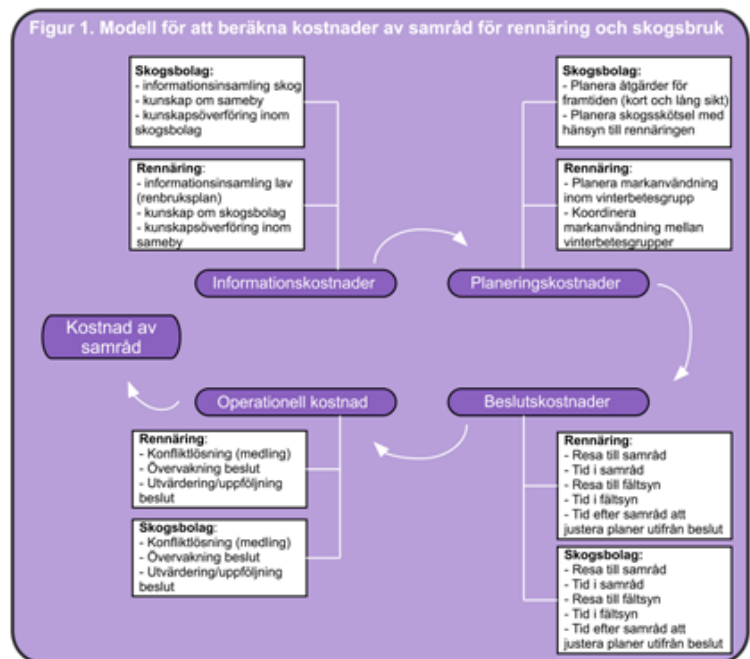 Figur 1. Modell för att beräkna kostnader av samråd för rennäring och skogsbruk
Skogsbolag:
- informationsinsamling skog
- kunskap om sameby
- kunskapsöverföring inom
skogsbolag
Rennäring:
- informationsinsamling lav
(renbruksplan)
- kunskap om skogsbolag
- kunskapsöverföring inom
sameby
Informationskostnader
Skogsbolag:
- Planera åtgärder för
framtiden (kort och lång sikt)
- Planera skogsskötsel med
hänsyn till rennäringen
Rennäring:
- Planera markanvändning
inom vinterbetesgrupp
- Koordinera
markanvändning mellan
vinterbetesgrupper
Planeringskostnader
Kostnad av
samråd
Operationell kostnad
Rennäring:
- Konfliktlösning (medling)
- Övervakning beslut
- Utvärdering/uppföljning
beslut
Skogsbolag:
- Konfliktlösning (medling)
- Övervakning beslut
- Utvärdering/uppföljning
beslut
Beslutskostnader
Rennäring:
- Resa till samråd
- Tid i samråd
- Resa till fältsyn
- Tid i fältsyn
- Tid efter samråd att
justera planer utifrån beslut
Skogsbolag:
- Resa till samråd
- Tid i samråd
- Resa till fältsyn
- Tid i fältsyn
- Tid efter samråd att
justera planer utifrån beslut